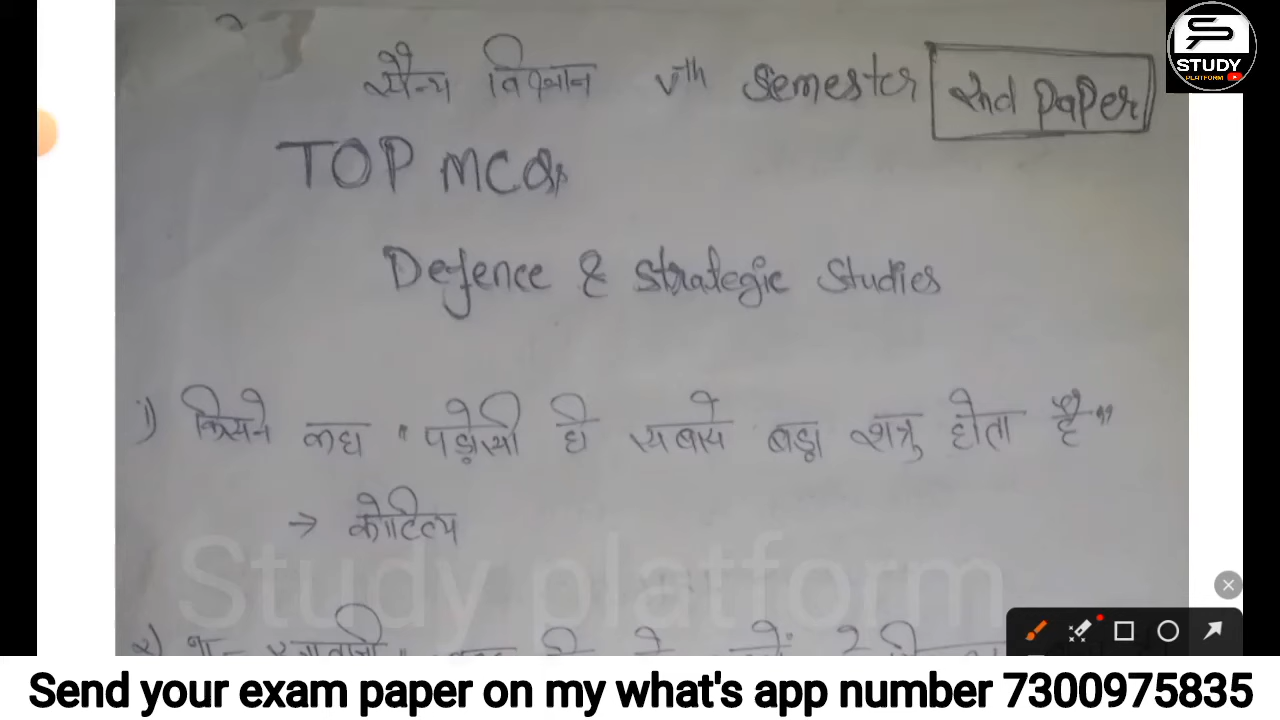 सैन्य विज्ञान Vth Semester 2nd Paper
TOP MCQs
Defence & Strategic Studies
1) किसने कहा "पड़ोसी ही सबसे बड़ा शत्रु होता है"
→ कौटिल्य
Study platform
STUDY
PLATFORM
Send your exam paper on my what's app number 7300975835